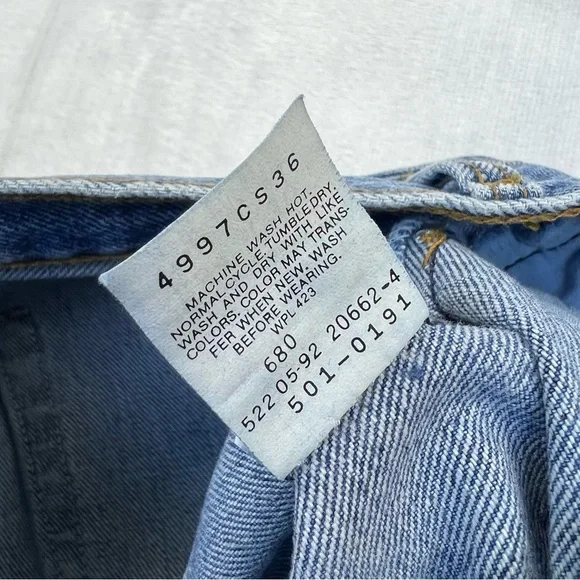 4997CS36
MACHINE WASH HOT,
NORMAL CYCLE, TUMBLE DRY.
WASH AND DRY WITH LIKE
COLORS, COLOR MAY TRANS-
FER WHEN NEW, WASH
BEFORE WEARING.
WPL 423
680
522 05-92 20662-4
501-0191